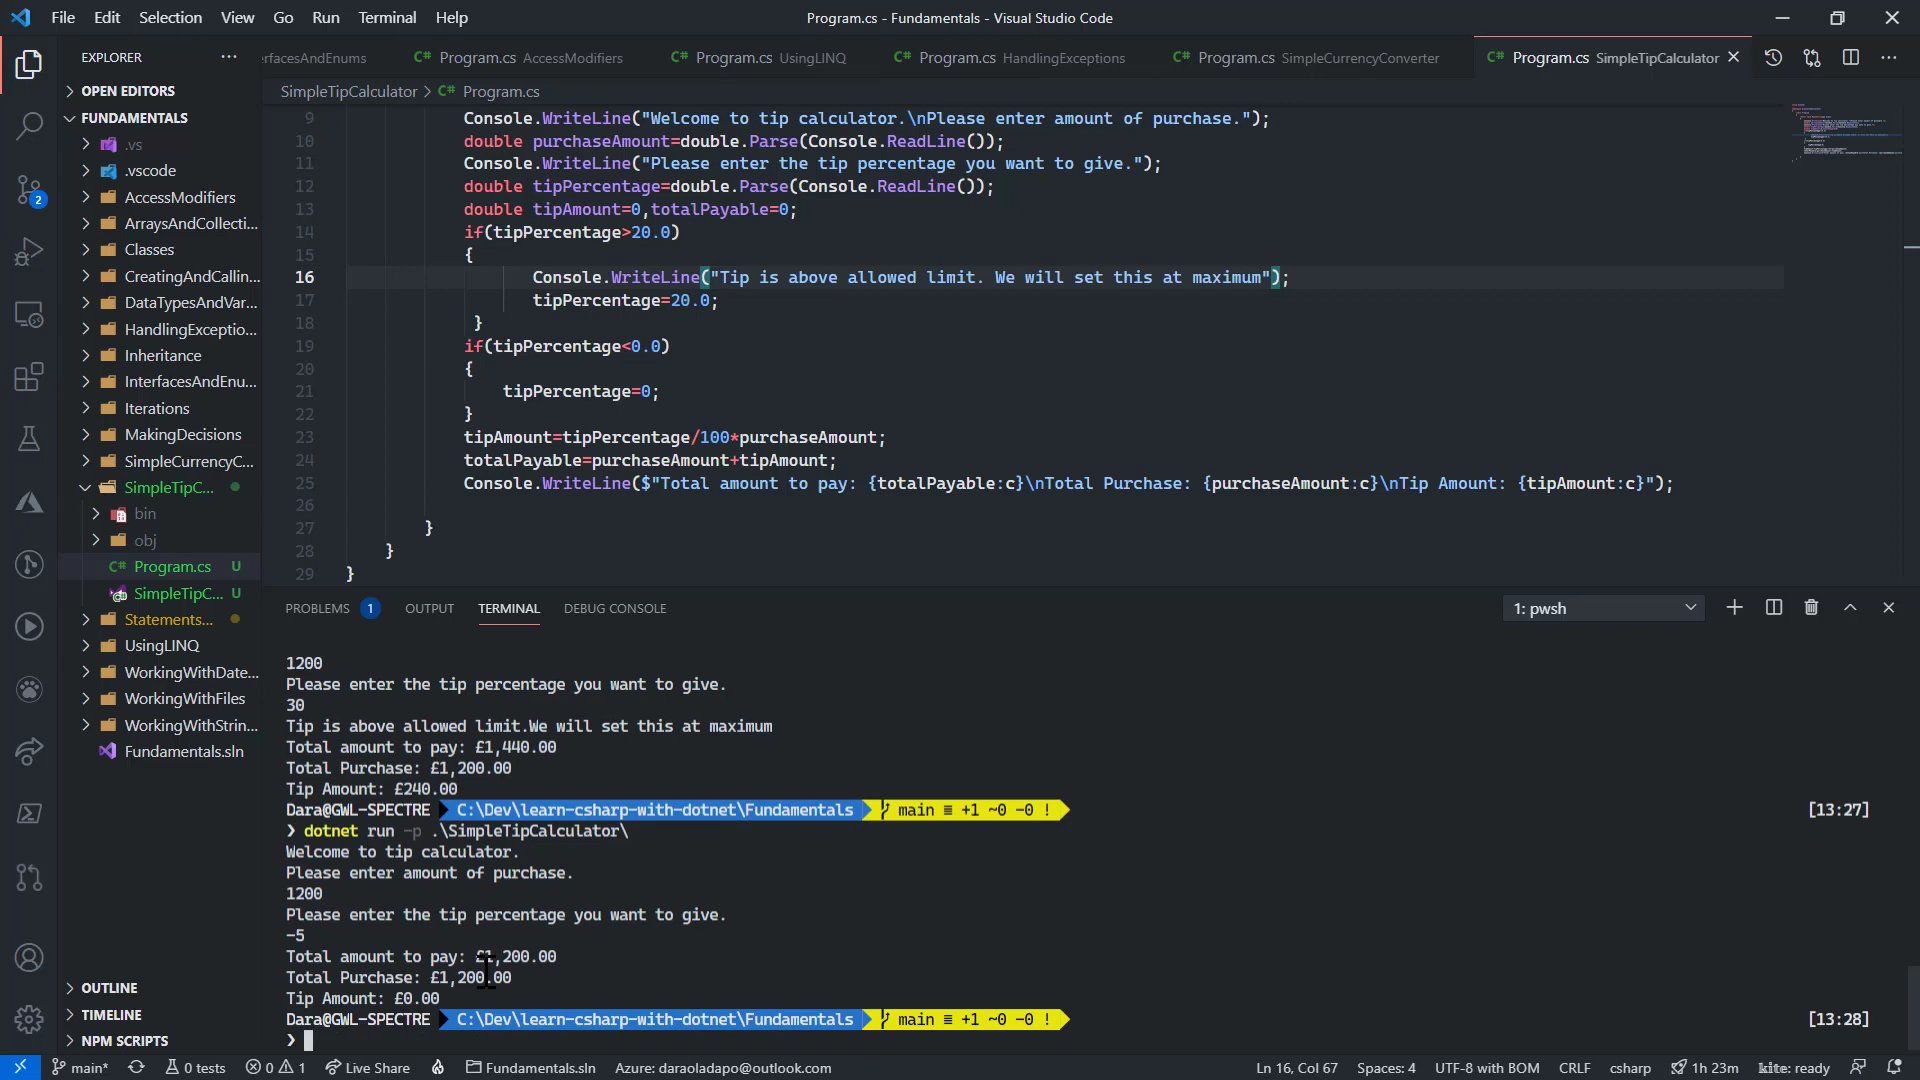 File Edit Selection View Go Run Terminal Help
Program.cs - Fundamentals - Visual Studio Code
EXPLORER
rfacesAndEnums
C# Program.cs AccessModifiers
C# Program.cs UsingLINQ
C# Program.cs HandlingExceptions
C# Program.cs SimpleCurrencyConverter
C# Program.cs SimpleTipCalculator
OPEN EDITORS
FUNDAMENTALS
.vs
.vscode
AccessModifiers
ArraysAndCollecti...
Classes
CreatingAndCallin...
DataTypesAndVar...
HandlingExceptio...
Inheritance
InterfacesAndEnu...
Iterations
MakingDecisions
SimpleCurrencyC...
SimpleTipC...
bin
obj
C# Program.cs U
SimpleTipC... U
Statements...
UsingLINQ
WorkingWithDate...
WorkingWithFiles
WorkingWithStrin...
Fundamentals.sln
OUTLINE
TIMELINE
NPM SCRIPTS
2
SimpleTipCalculator > C# Program.cs
9 Console.WriteLine("Welcome to tip calculator.\nPlease enter amount of purchase.");
10 double purchaseAmount=double.Parse(Console.ReadLine());
11 Console.WriteLine("Please enter the tip percentage you want to give.");
12 double tipPercentage=double.Parse(Console.ReadLine());
13 double tipAmount=0,totalPayable=0;
14 if(tipPercentage>20.0)
15 {
16 Console.WriteLine("Tip is above allowed limit. We will set this at maximum");
17 tipPercentage=20.0;
18 }
19 if(tipPercentage<0.0)
20 {
21 tipPercentage=0;
22 }
23 tipAmount=tipPercentage/100*purchaseAmount;
24 totalPayable=purchaseAmount+tipAmount;
25 Console.WriteLine($"Total amount to pay: {totalPayable:c}\nTotal Purchase: {purchaseAmount:c}\nTip Amount: {tipAmount:c}");
26
27 }
28 }
29 }
PROBLEMS 1 OUTPUT TERMINAL DEBUG CONSOLE
1: pwsh
1200
Please enter the tip percentage you want to give.
30
Tip is above allowed limit.We will set this at maximum
Total amount to pay: £1,440.00
Total Purchase: £1,200.00
Tip Amount: £240.00
Dara@GWL-SPECTRE C:\Dev\learn-csharp-with-dotnet\Fundamentals main ≡ +1 ~0 -0 ! [13:27]
❯ dotnet run -p .\SimpleTipCalculator\
Welcome to tip calculator.
Please enter amount of purchase.
1200
Please enter the tip percentage you want to give.
-5
Total amount to pay: £1,200.00
Total Purchase: £1,200.00
Tip Amount: £0.00
Dara@GWL-SPECTRE C:\Dev\learn-csharp-with-dotnet\Fundamentals main ≡ +1 ~0 -0 ! [13:28]
❯
main* 0 tests 0 1 Live Share Fundamentals.sln Azure: daraoladapo@outlook.com Ln 16, Col 67 Spaces: 4 UTF-8 with BOM CRLF csharp 1h 23m kite: ready